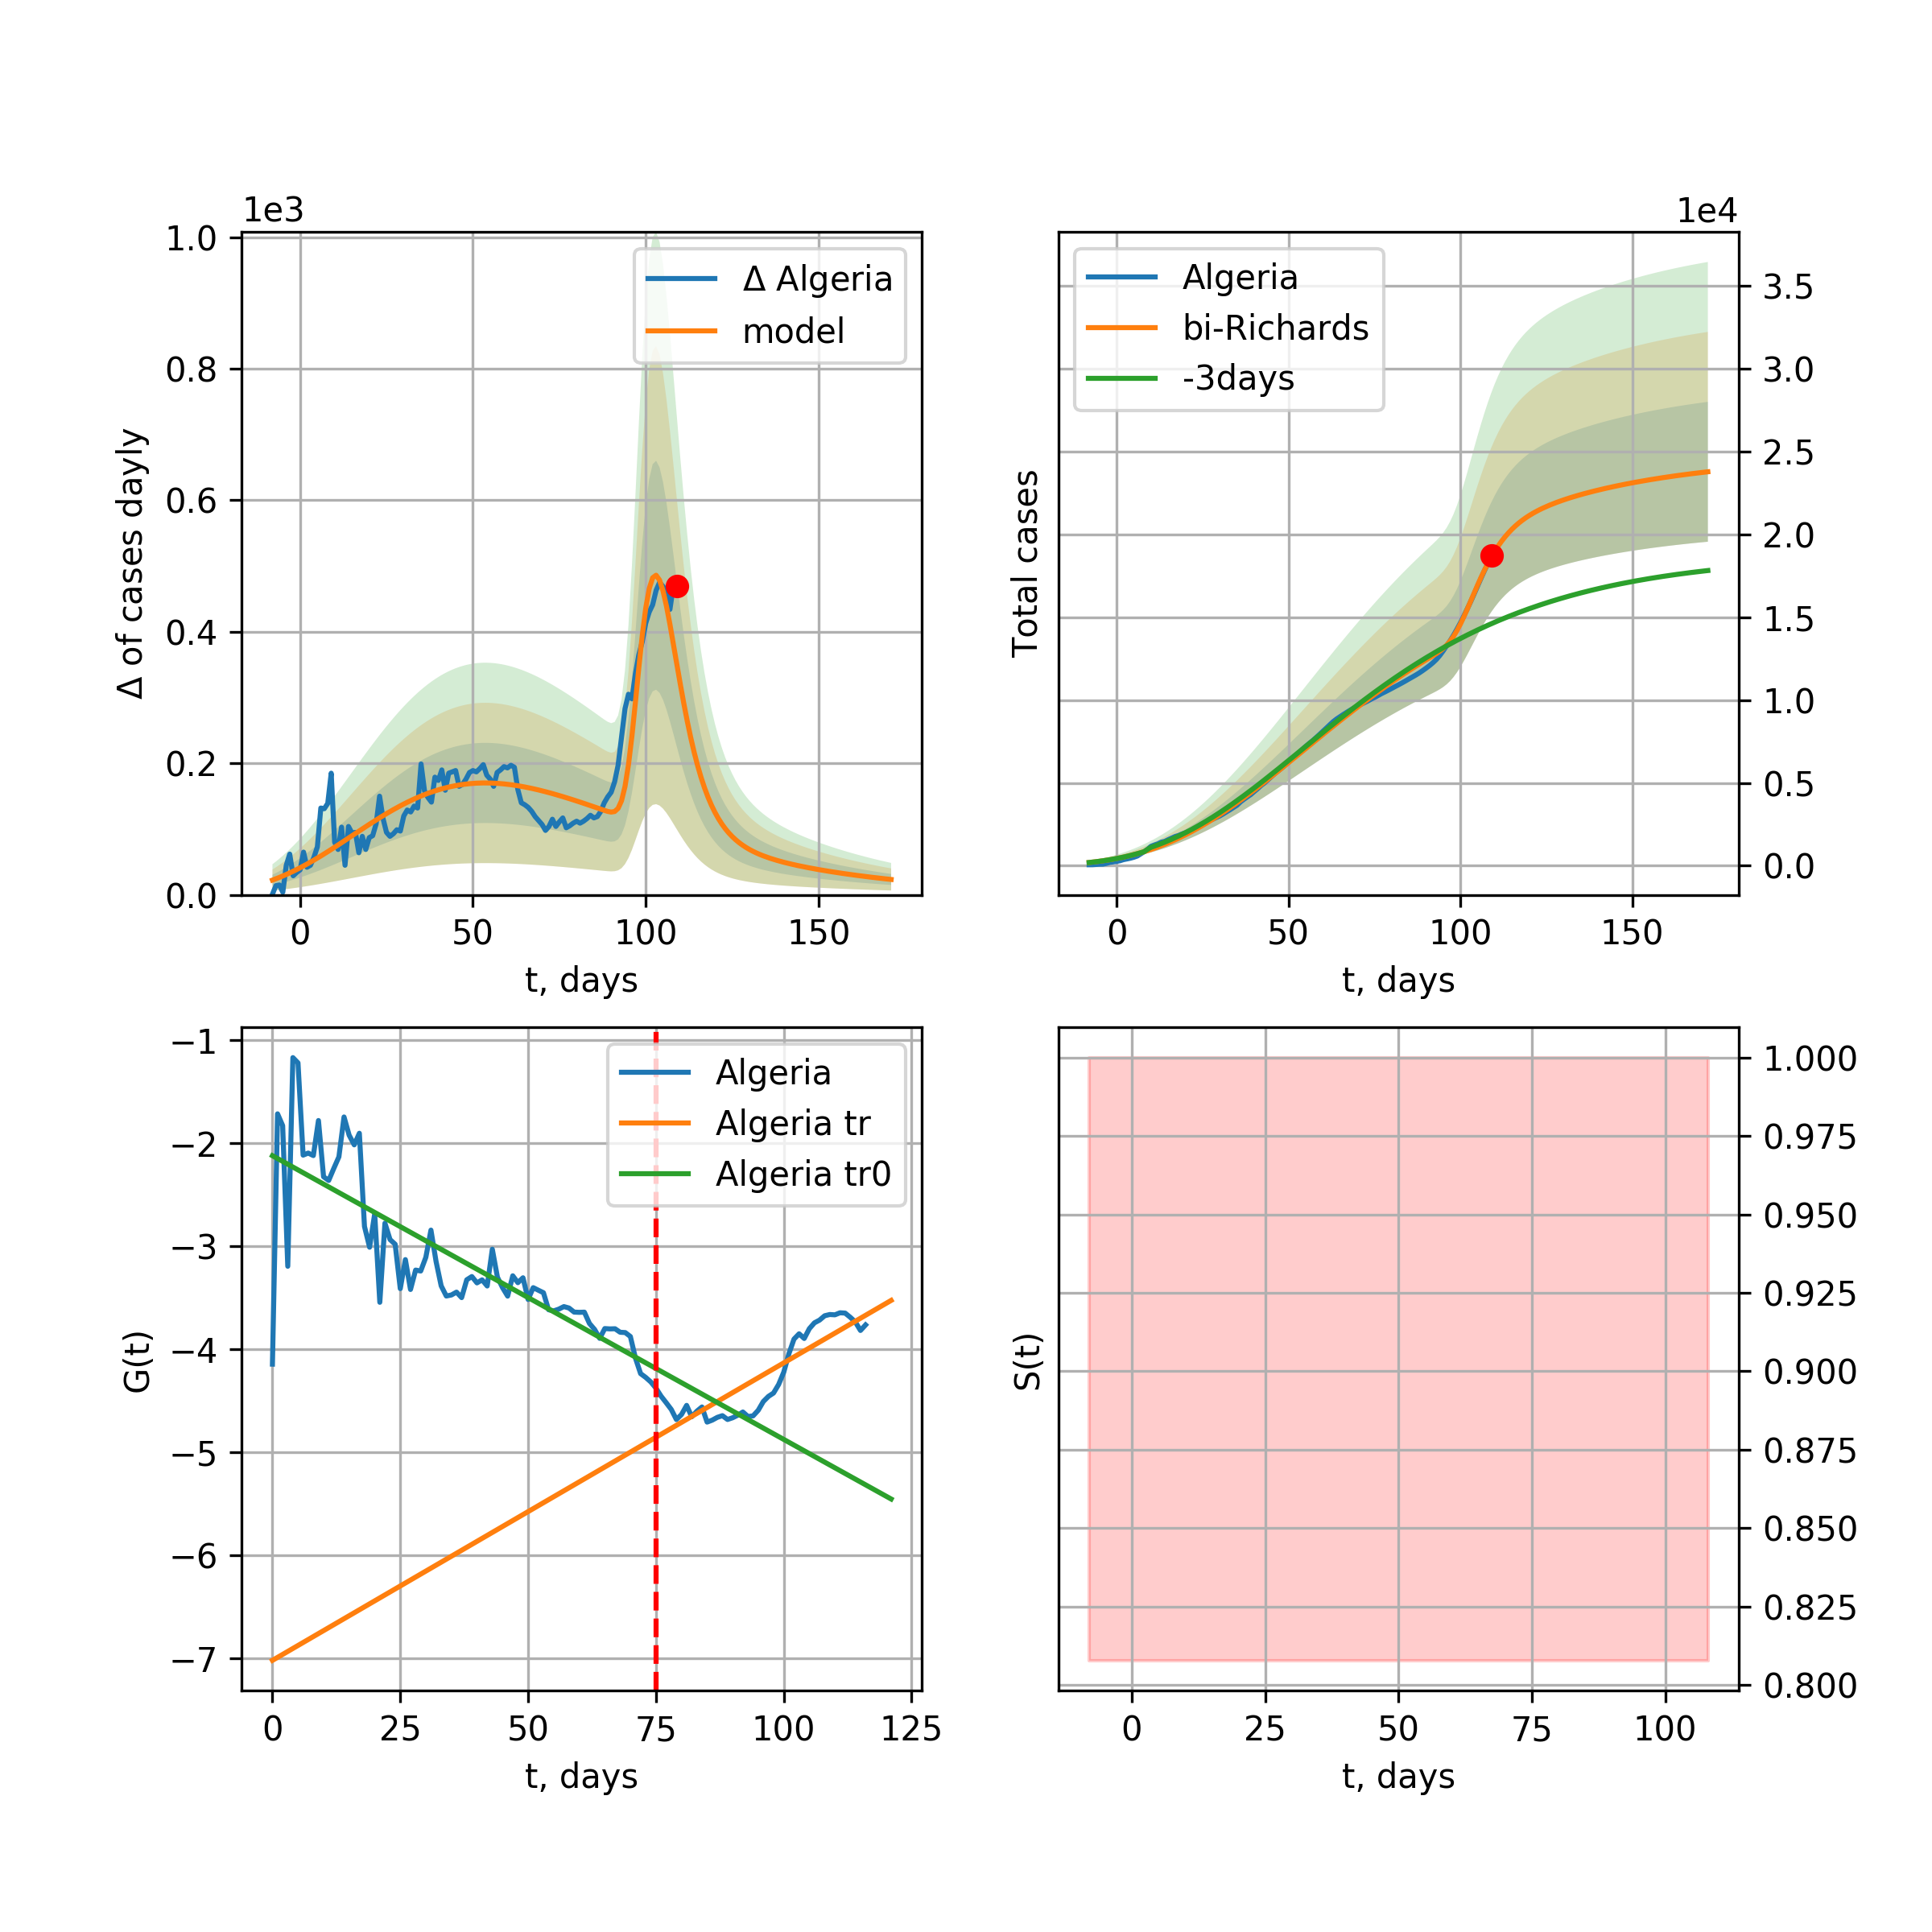 1e3
1.0
0.8
0.6
0.4
0.2
0.0
Δ of cases dayly
0
50
100
150
t, days
Δ Algeria
model
1e4
Algeria
bi-Richards
-3days
Total cases
3.5
3.0
2.5
2.0
1.5
1.0
0.5
0.0
0
50
100
150
t, days
−1
−2
−3
−4
−5
−6
−7
G(t)
Algeria
Algeria tr
Algeria tr0
0
25
50
75
100
125
t, days
S(t)
1.000
0.975
0.950
0.925
0.900
0.875
0.850
0.825
0.800
0
25
50
75
100
t, days